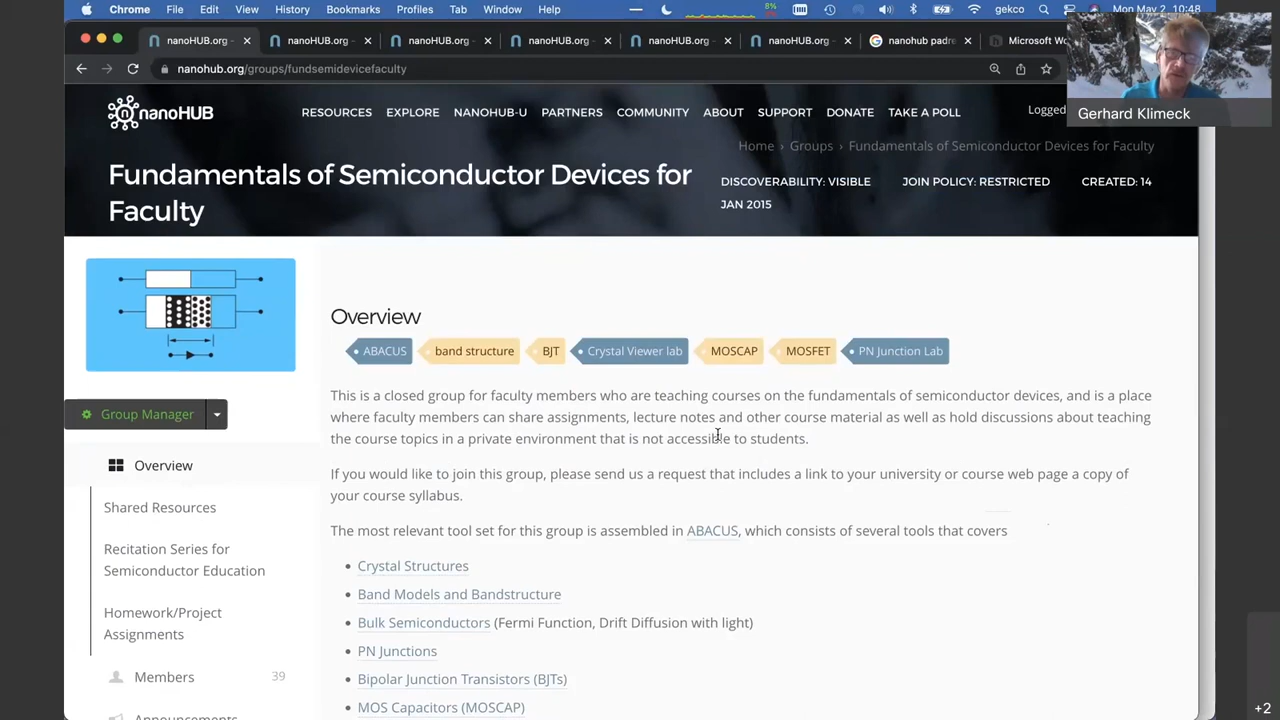 Chrome File Edit View History Bookmarks Profiles Tab Window Help 8% Mon May 2 10:48
nanoHUB.org - nanoHUB.org - nanoHUB.org - nanoHUB.org - nanoHUB.org - nanoHUB.org - nanohub padre Microsoft Wo
nanohub.org/groups/fundsemidevicefaculty
Gerhard Klimeck
nanoHUB RESOURCES EXPLORE NANOHUB-U PARTNERS COMMUNITY ABOUT SUPPORT DONATE TAKE A POLL Logged
Home > Groups > Fundamentals of Semiconductor Devices for Faculty
Fundamentals of Semiconductor Devices for
Faculty
DISCOVERABILITY: VISIBLE JOIN POLICY: RESTRICTED CREATED: 14
JAN 2015
Group Manager
Overview
Shared Resources
Recitation Series for
Semiconductor Education
Homework/Project
Assignments
Members 39
Announcements
Overview
ABACUS band structure BJT Crystal Viewer lab MOSCAP MOSFET PN Junction Lab
This is a closed group for faculty members who are teaching courses on the fundamentals of semiconductor devices, and is a place
where faculty members can share assignments, lecture notes and other course material as well as hold discussions about teaching
the course topics in a private environment that is not accessible to students.
If you would like to join this group, please send us a request that includes a link to your university or course web page a copy of
your course syllabus.
The most relevant tool set for this group is assembled in ABACUS, which consists of several tools that covers
• Crystal Structures
• Band Models and Bandstructure
• Bulk Semiconductors (Fermi Function, Drift Diffusion with light)
• PN Junctions
• Bipolar Junction Transistors (BJTs)
• MOS Capacitors (MOSCAP)
+2